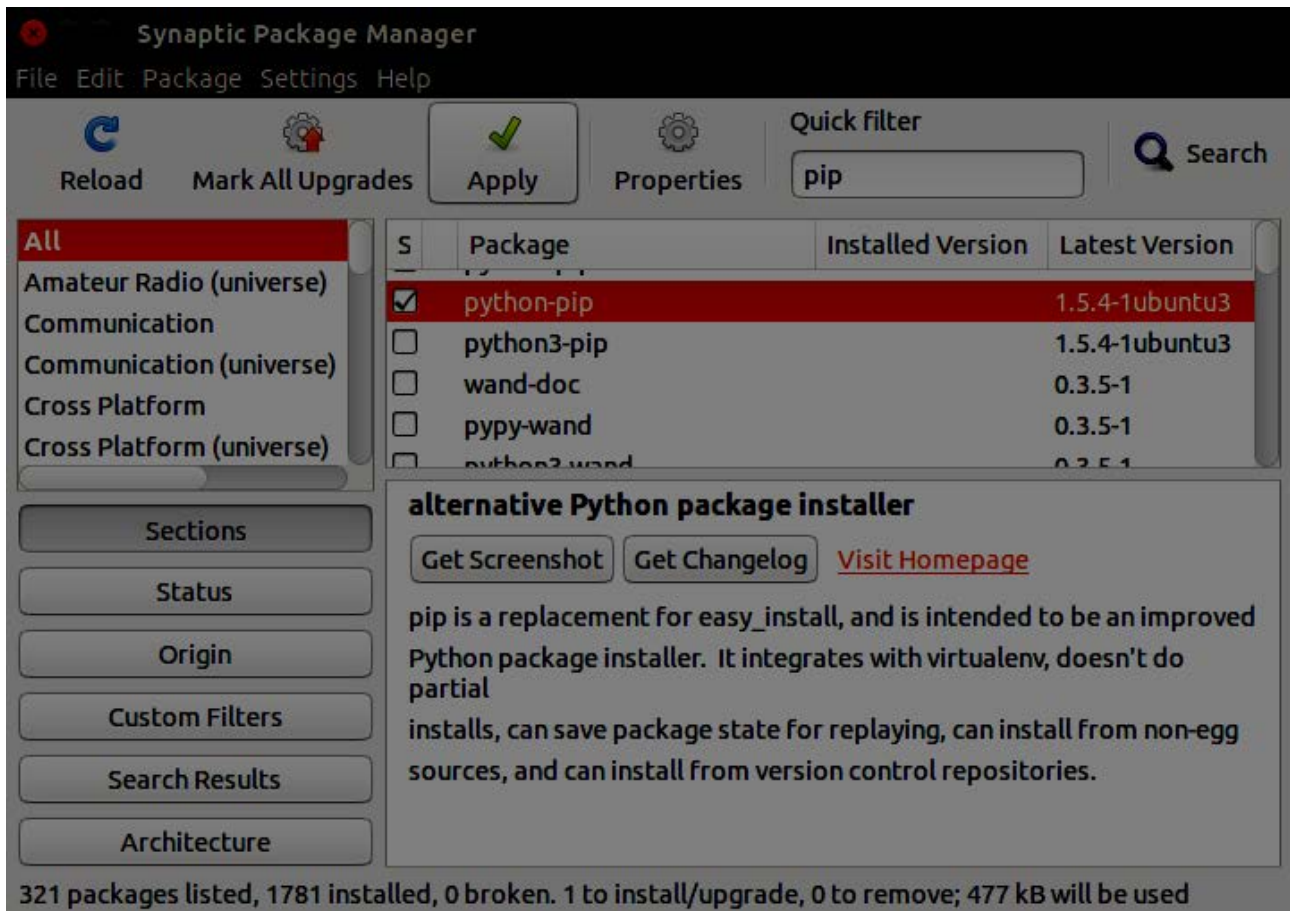 Synaptic Package Manager
File Edit Package Settings Help
Reload Mark All Upgrades Apply Properties Quick filter pip Search
All
Amateur Radio (universe)
Communication
Communication (universe)
Cross Platform
Cross Platform (universe)
Sections
Status
Origin
Custom Filters
Search Results
Architecture
S Package Installed Version Latest Version
python-pip 1.5.4-1ubuntu3
python3-pip 1.5.4-1ubuntu3
wand-doc 0.3.5-1
pypy-wand 0.3.5-1
python3-wand 0.3.5-1
alternative Python package installer
Get Screenshot Get Changelog Visit Homepage
pip is a replacement for easy_install, and is intended to be an improved
Python package installer. It integrates with virtualenv, doesn't do
partial
installs, can save package state for replaying, can install from non-egg
sources, and can install from version control repositories.
321 packages listed, 1781 installed, 0 broken. 1 to install/upgrade, 0 to remove; 477 kB will be used